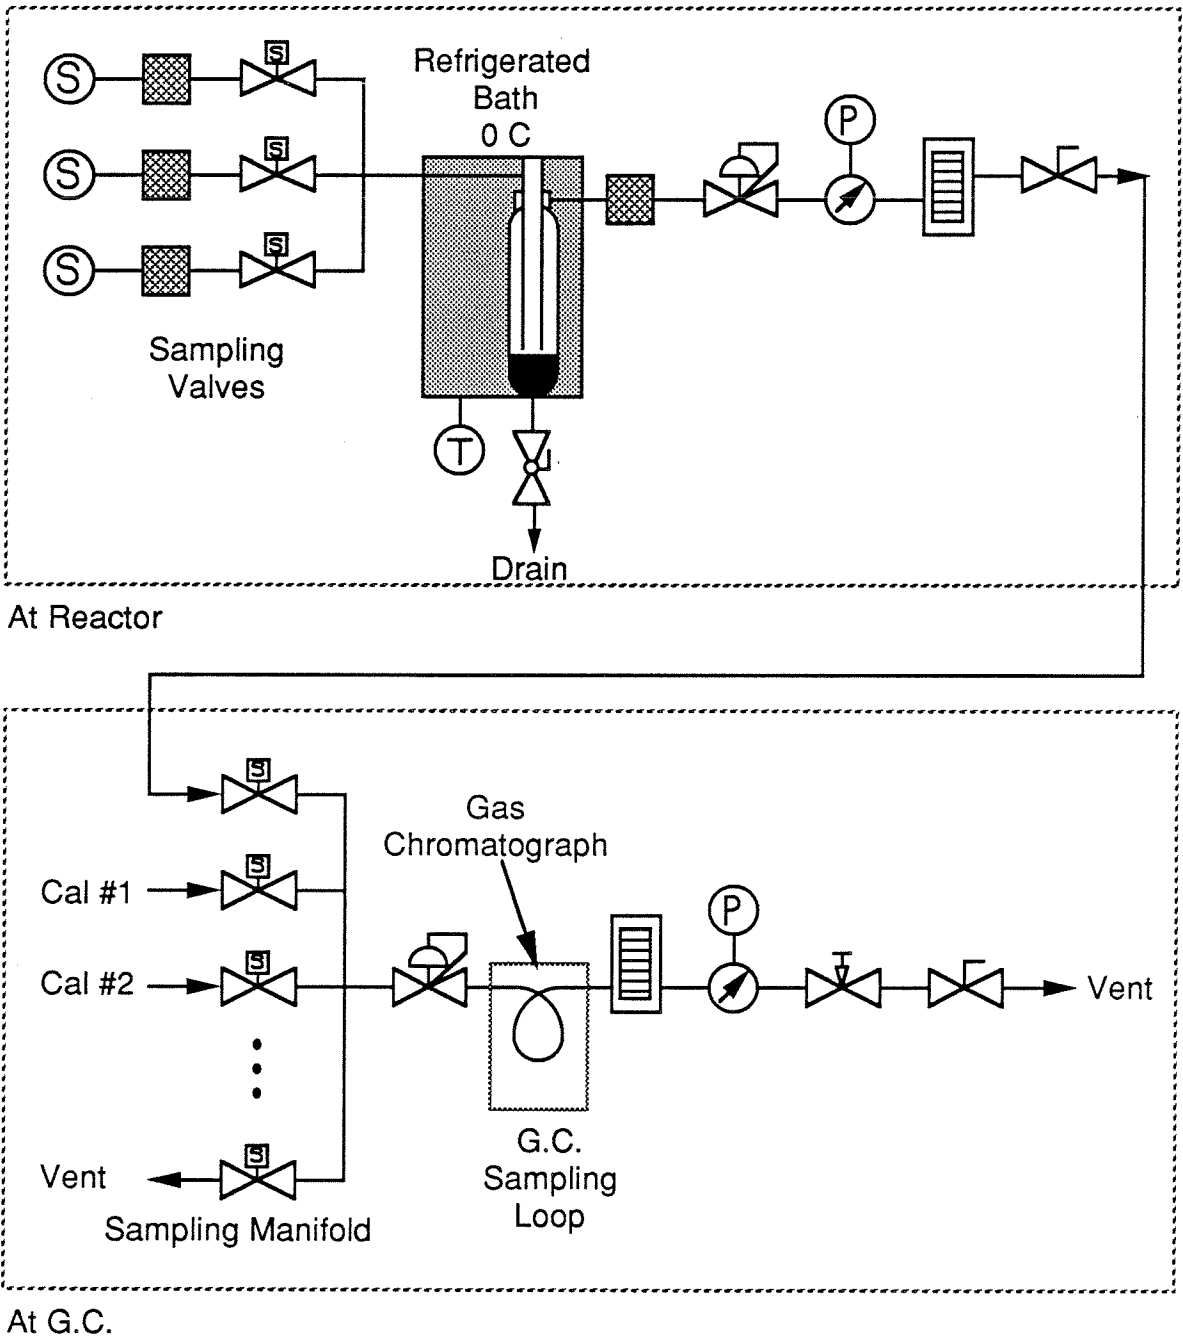 Refrigerated
Bath
0 C
S
S
S
P
S
S
S
S
S
S
Sampling
Valves
T
Drain
At Reactor
S
Gas
Chromatograph
Cal #1
S
P
Cal #2
S
Vent
Vent
S
G.C.
Sampling
Loop
Sampling Manifold
At G.C.